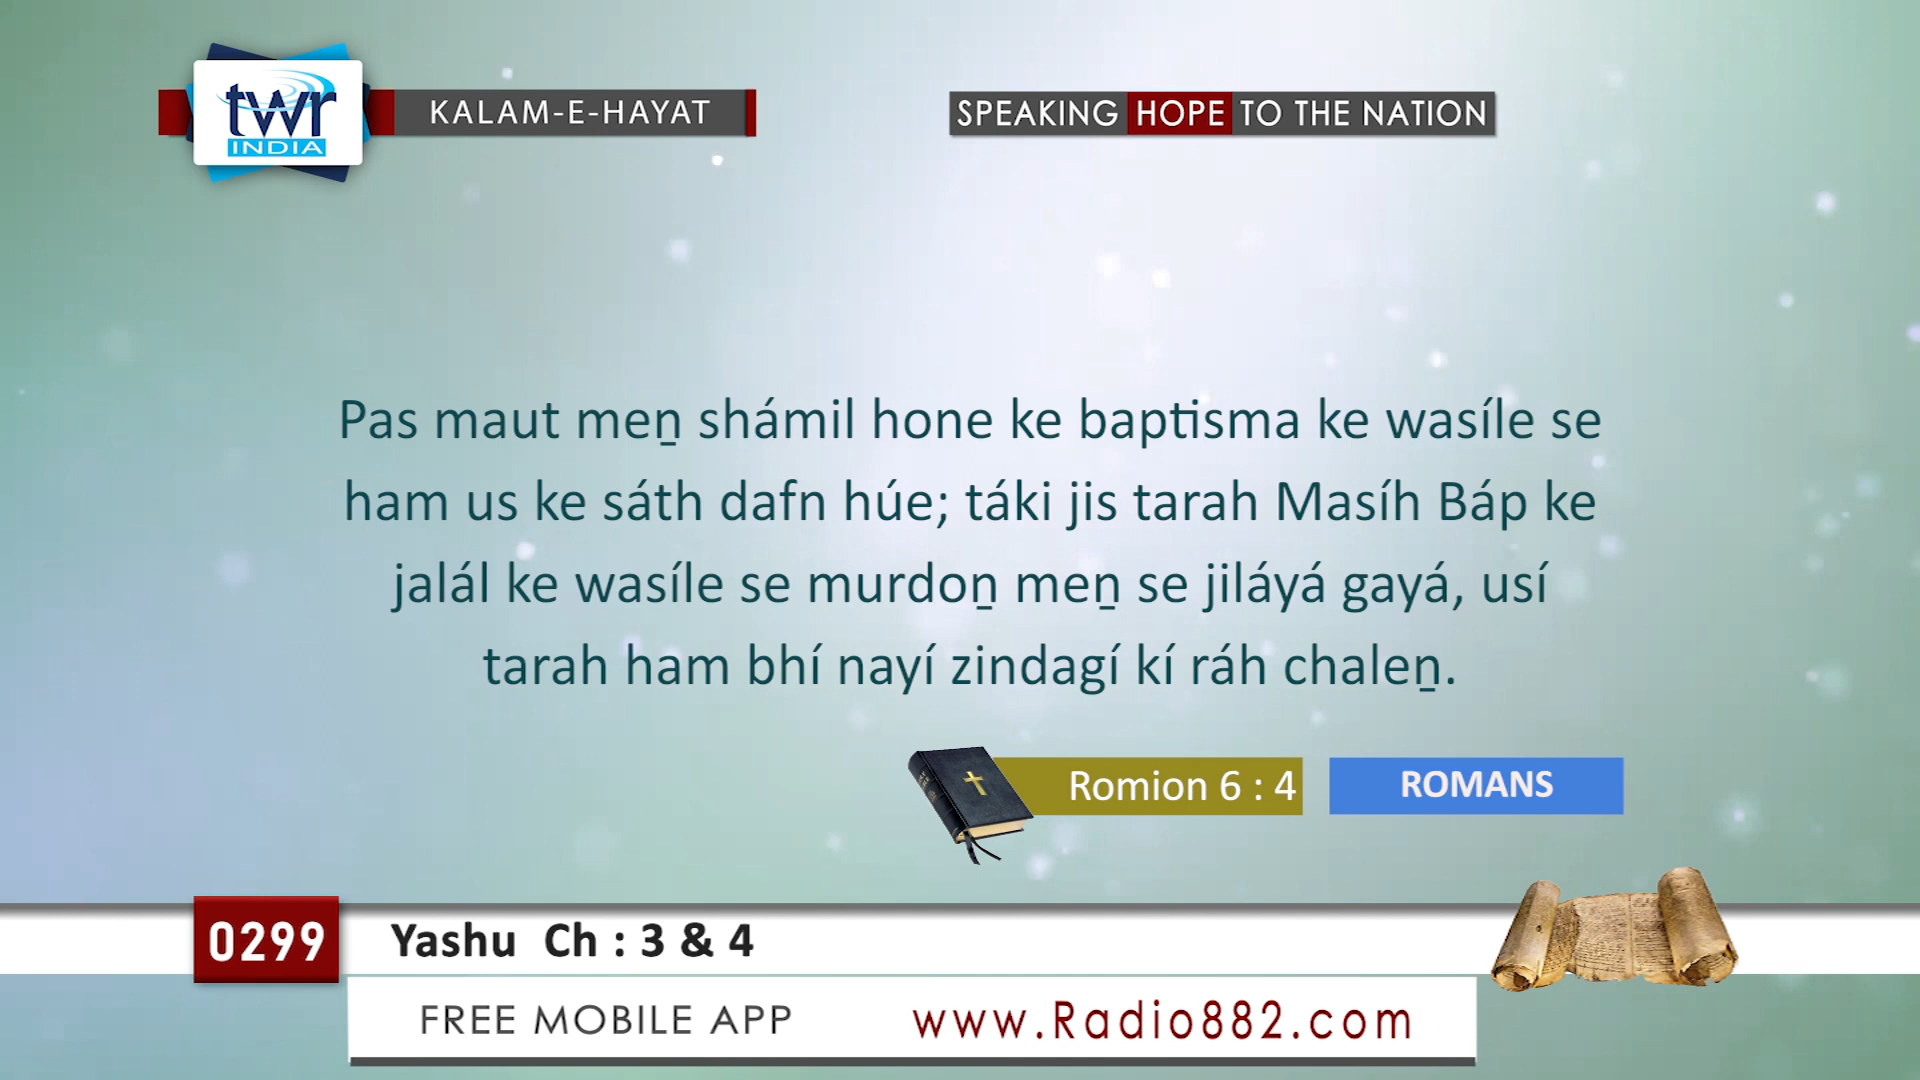 twr
INDIA
KALAM-E-HAYAT
SPEAKING HOPE TO THE NATION
Pas maut meṉ shámil hone ke baptisma ke wasíle se
ham us ke sáth dafn húe; táki jis tarah Masíh Báp ke
jalál ke wasíle se murdoṉ meṉ se jiláyá gayá, usí
tarah ham bhí nayí zindagí kí ráh chaleṉ.
Romion 6 : 4
ROMANS
0299
Yashu Ch : 3 & 4
FREE MOBILE APP
www.Radio882.com